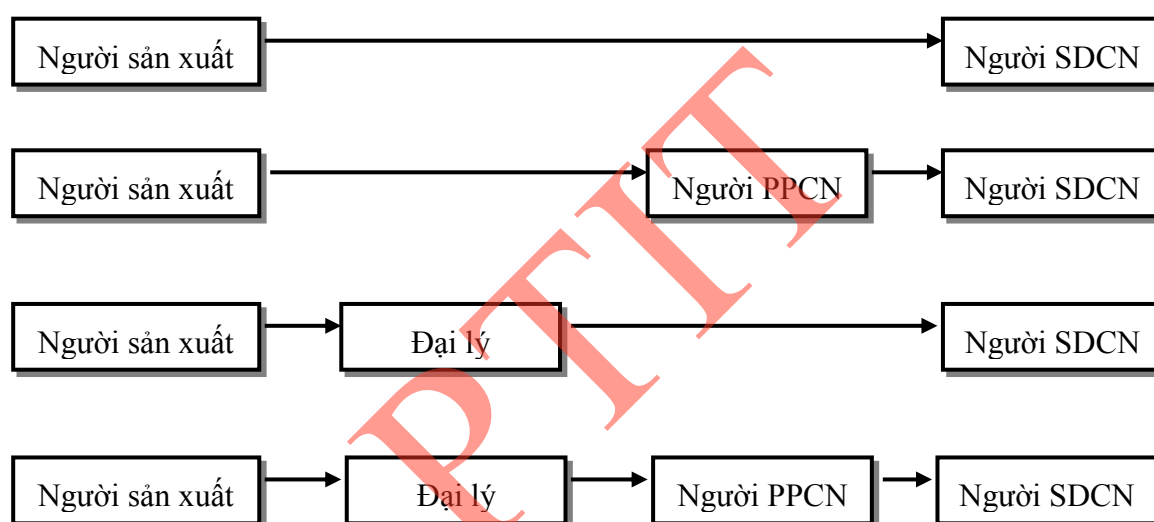 Người sản xuất Người SDCN
Người sản xuất Người PPCN Người SDCN
Người sản xuất Đại lý Người SDCN
Người sản xuất Đại lý Người PPCN Người SDCN
PTIT